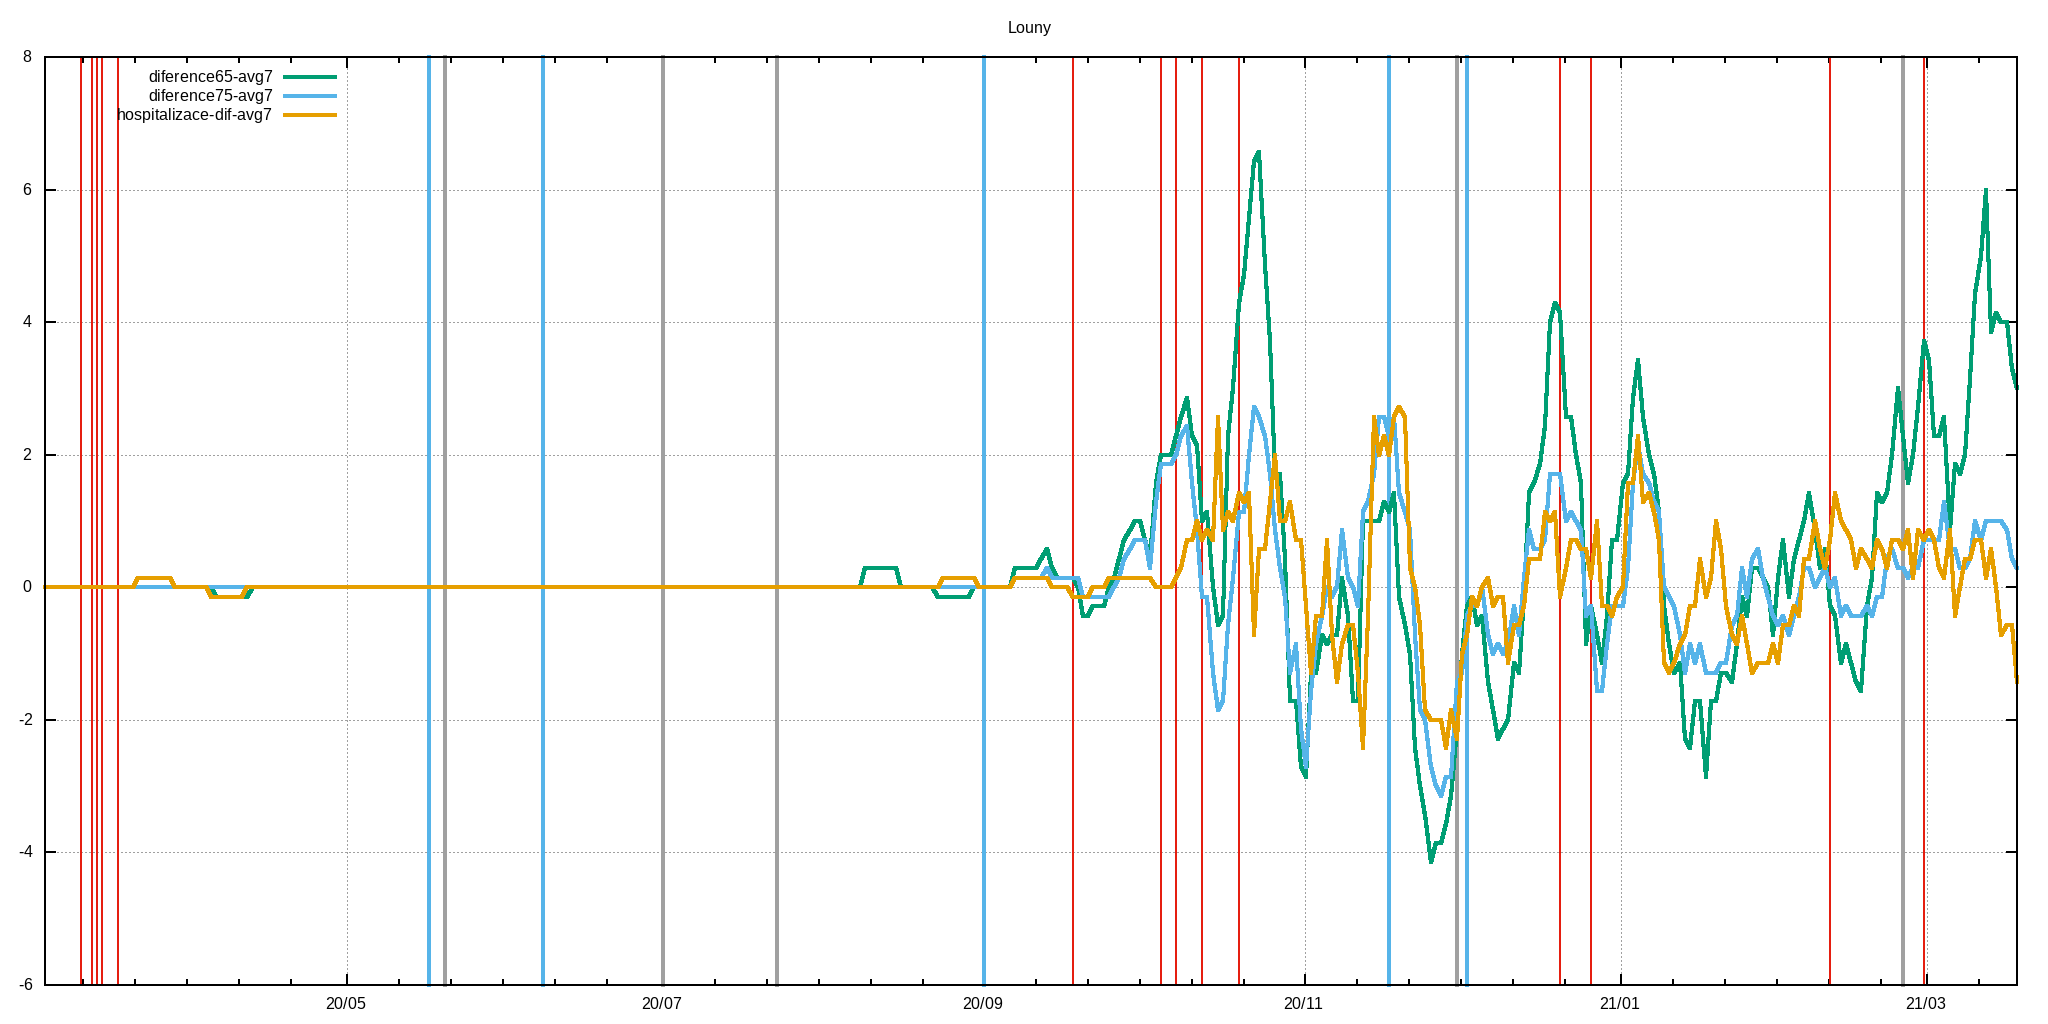 Louny
diference65-avg7
diference75-avg7
hospitalizace-dif-avg7
8
6
4
2
0
-2
-4
-6
20/05 20/07 20/09 20/11 21/01 21/03